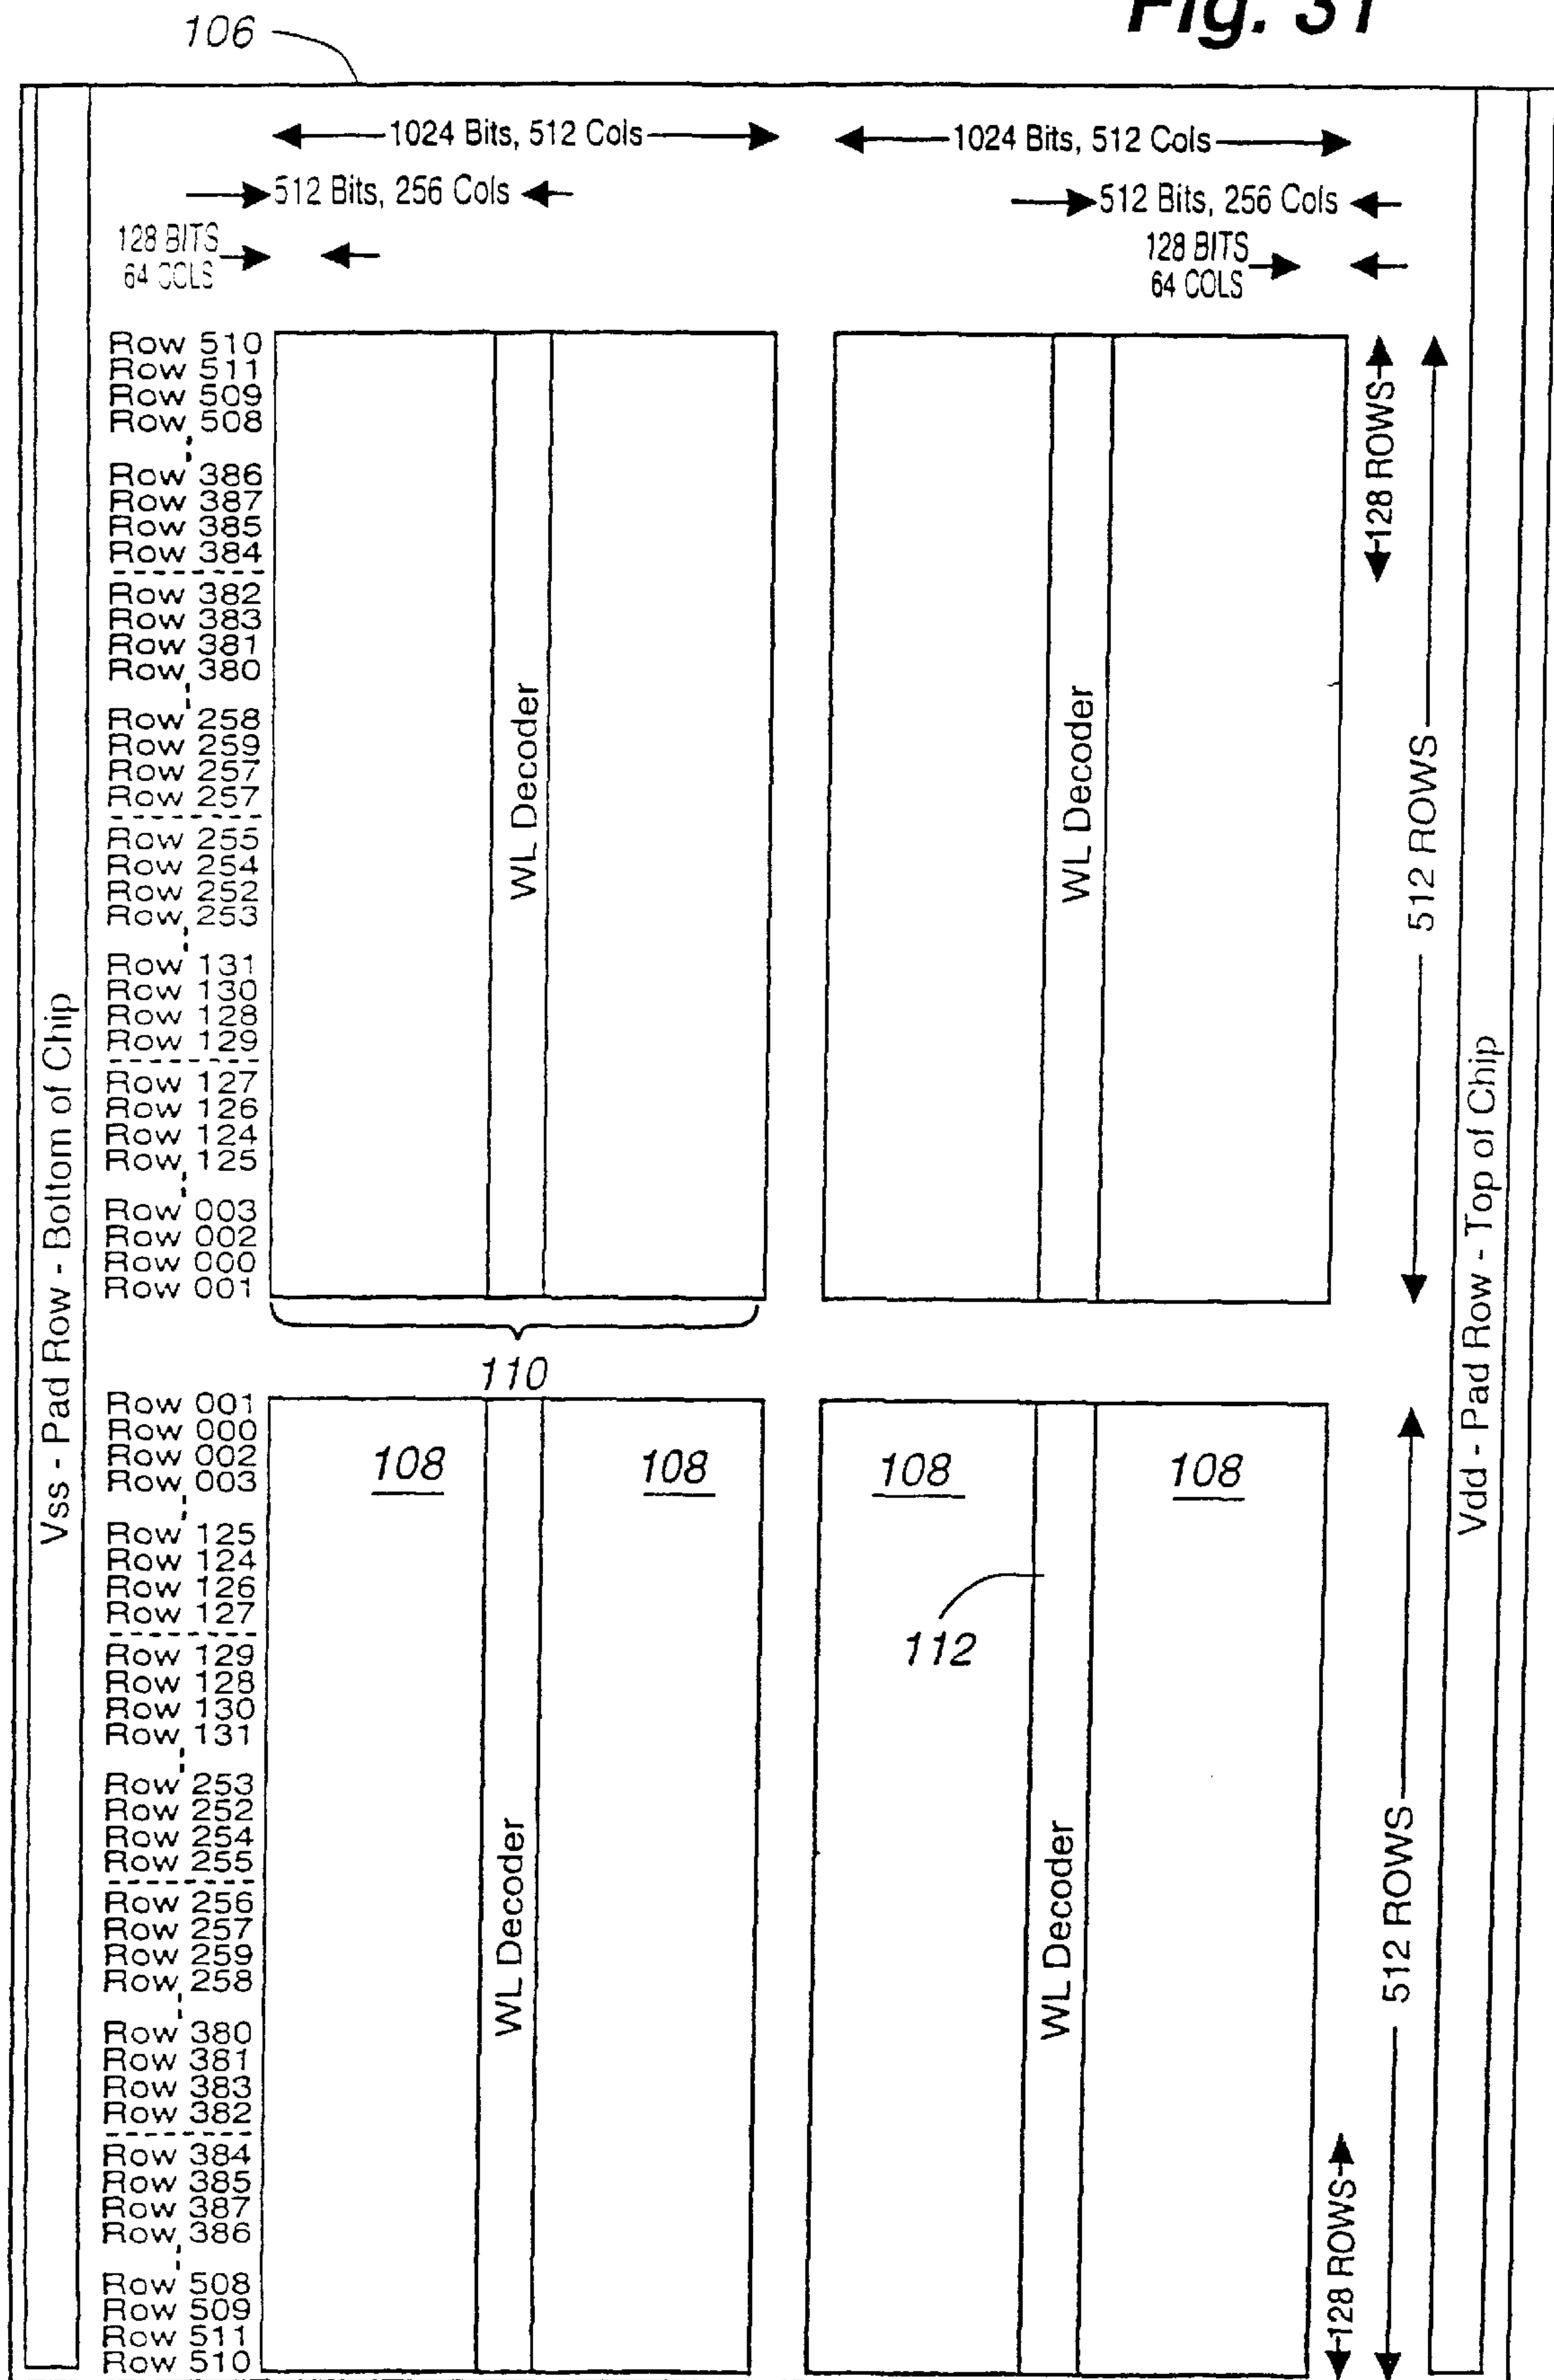 Fig. 31
106
1024 Bits, 512 Cols
1024 Bits, 512 Cols
512 Bits, 256 Cols
512 Bits, 256 Cols
128 BITS
64 COLS
128 BITS
64 COLS
Row 510
Row 511
Row 509
Row 508
Row 386
Row 387
Row 385
Row 384
Row 382
Row 383
Row 381
Row 380
Row 258
Row 259
Row 257
Row 257
Row 255
Row 254
Row 252
Row 253
Row 131
Row 130
Row 128
Row 129
Row 127
Row 126
Row 124
Row 125
Row 003
Row 002
Row 000
Row 001
WL Decoder
WL Decoder
128 ROWS
512 ROWS
Vss - Pad Row - Bottom of Chip
Vdd - Pad Row - Top of Chip
110
Row 001
Row 000
Row 002
Row 003
Row 125
Row 124
Row 126
Row 127
Row 129
Row 128
Row 130
Row 131
Row 253
Row 252
Row 254
Row 255
Row 256
Row 257
Row 259
Row 258
Row 380
Row 381
Row 383
Row 382
Row 384
Row 385
Row 387
Row 386
Row 508
Row 509
Row 511
Row 510
108
108
108
108
112
WL Decoder
WL Decoder
128 ROWS
512 ROWS